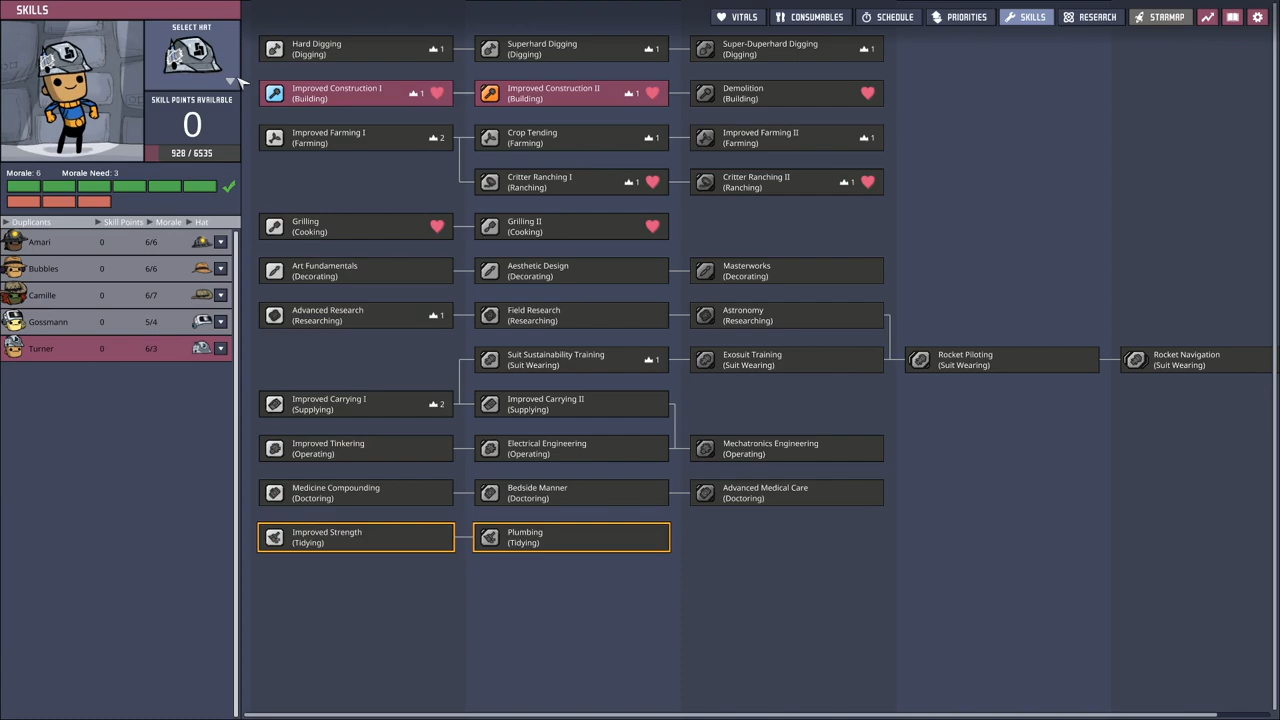 SKILLS
VITALS
CONSUMABLES
SCHEDULE
PRIORITIES
SKILLS
RESEARCH
STARMAP
SELECT HAT
SKILL POINTS AVAILABLE
0
928 / 6535
Morale: 6
Morale Need: 3
Duplicants
Skill Points
Morale
Hat
Amari 0 6/6
Bubbles 0 6/6
Camille 0 6/7
Gossmann 0 5/4
Turner 0 6/3
Hard Digging
(Digging)
1
Superhard Digging
(Digging)
1
Super-Duperhard Digging
(Digging)
1
Improved Construction I
(Building)
1
Improved Construction II
(Building)
1
Demolition
(Building)
Improved Farming I
(Farming)
2
Crop Tending
(Farming)
1
Improved Farming II
(Farming)
1
Critter Ranching I
(Ranching)
1
Critter Ranching II
(Ranching)
1
Grilling
(Cooking)
Grilling II
(Cooking)
Art Fundamentals
(Decorating)
Aesthetic Design
(Decorating)
Masterworks
(Decorating)
Advanced Research
(Researching)
1
Field Research
(Researching)
Astronomy
(Researching)
Suit Sustainability Training
(Suit Wearing)
1
Exosuit Training
(Suit Wearing)
Rocket Piloting
(Suit Wearing)
Rocket Navigation
(Suit Wearing)
Improved Carrying I
(Supplying)
2
Improved Carrying II
(Supplying)
Improved Tinkering
(Operating)
Electrical Engineering
(Operating)
Mechatronics Engineering
(Operating)
Medicine Compounding
(Doctoring)
Bedside Manner
(Doctoring)
Advanced Medical Care
(Doctoring)
Improved Strength
(Tidying)
Plumbing
(Tidying)